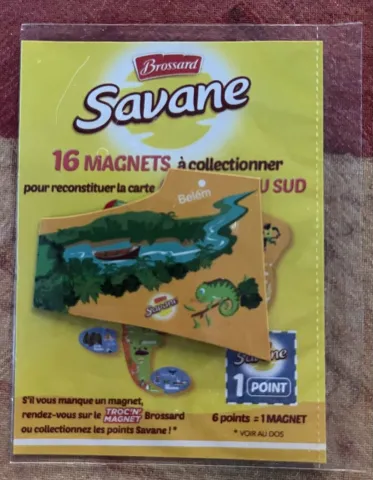 Brossard
Savane
16 MAGNETS à collectionner
pour reconstituer la carte U SUD
Belém
Savane
Savane
1 POINT
S'il vous manque un magnet,
rendez-vous sur le TROC'N' MAGNET Brossard
ou collectionnez les points Savane ! *
6 points = 1 MAGNET
* VOIR AU DOS